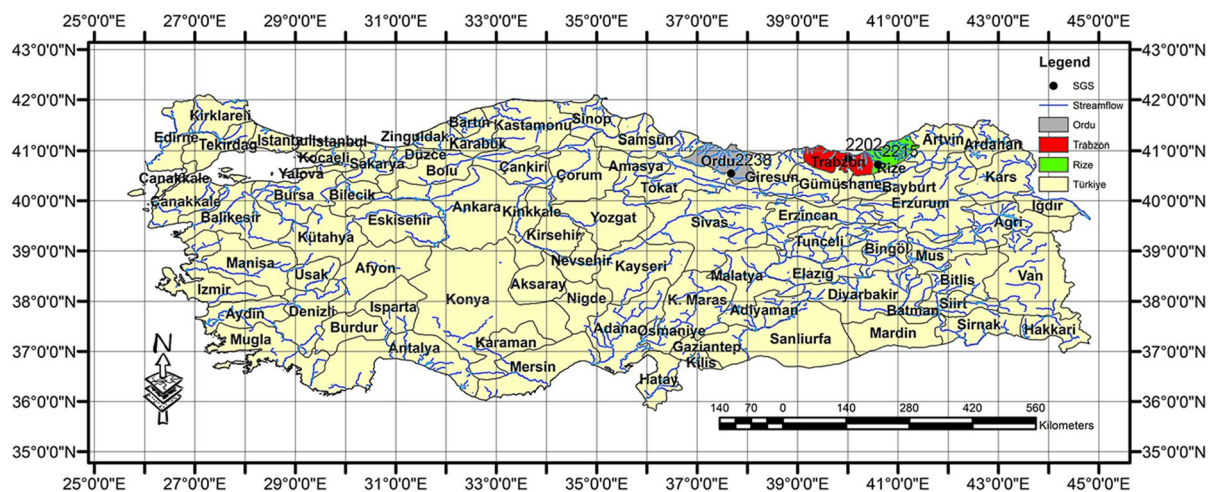 25°0'0"E 27°0'0"E 29°0'0"E 31°0'0"E 33°0'0"E 35°0'0"E 37°0'0"E 39°0'0"E 41°0'0"E 43°0'0"E 45°0'0"E
43°0'0"N 43°0'0"N
42°0'0"N 42°0'0"N
41°0'0"N 41°0'0"N
40°0'0"N 40°0'0"N
39°0'0"N 39°0'0"N
38°0'0"N 38°0'0"N
37°0'0"N 37°0'0"N
36°0'0"N 36°0'0"N
35°0'0"N 35°0'0"N
Legend
SGS
Streamflow
Ordu
Trabzon
Rize
Türkiye
Kirklareli
Edirne
Tekirdag
Istanbul
Istanbul
Kocaeli
Yalova
Sakarya
Düzce
Zinguldak
Bartin
Kastamonu
Karabük
Sinop
Samsun
Bolu
Çankiri
Çorum
Amasya
Tokat
Ordu
2238
Giresun
Trabzon
2202
2215
Rize
Gümüshane
Bayburt
Artvin
Ardahan
Kars
Igdir
Çanakkale
Çanakkale
Balikesir
Bursa
Bilecik
Eskisehir
Kütahya
Ankara
Kinkkale
Kirsehir
Yozgat
Sivas
Erzincan
Erzurum
Agri
Tunceli
Bingöl
Mus
Manisa
Usak
Afyon
Nevsehir
Kayseri
Malatya
Elazig
Bitlis
Van
Izmir
Aydin
Denizli
Isparta
Konya
Aksaray
Nigde
K. Maras
Adiyaman
Diyarbakir
Batman
Siirt
Mugla
Burdur
Antalya
Karaman
Mersin
Adana
Osmaniye
Gaziantep
Kilis
Hatay
Sanliurfa
Mardin
Sirnak
Hakkari
N
140 70 0 140 280 420 560
Kilometers
25°0'0"E 27°0'0"E 29°0'0"E 31°0'0"E 33°0'0"E 35°0'0"E 37°0'0"E 39°0'0"E 41°0'0"E 43°0'0"E 45°0'0"E